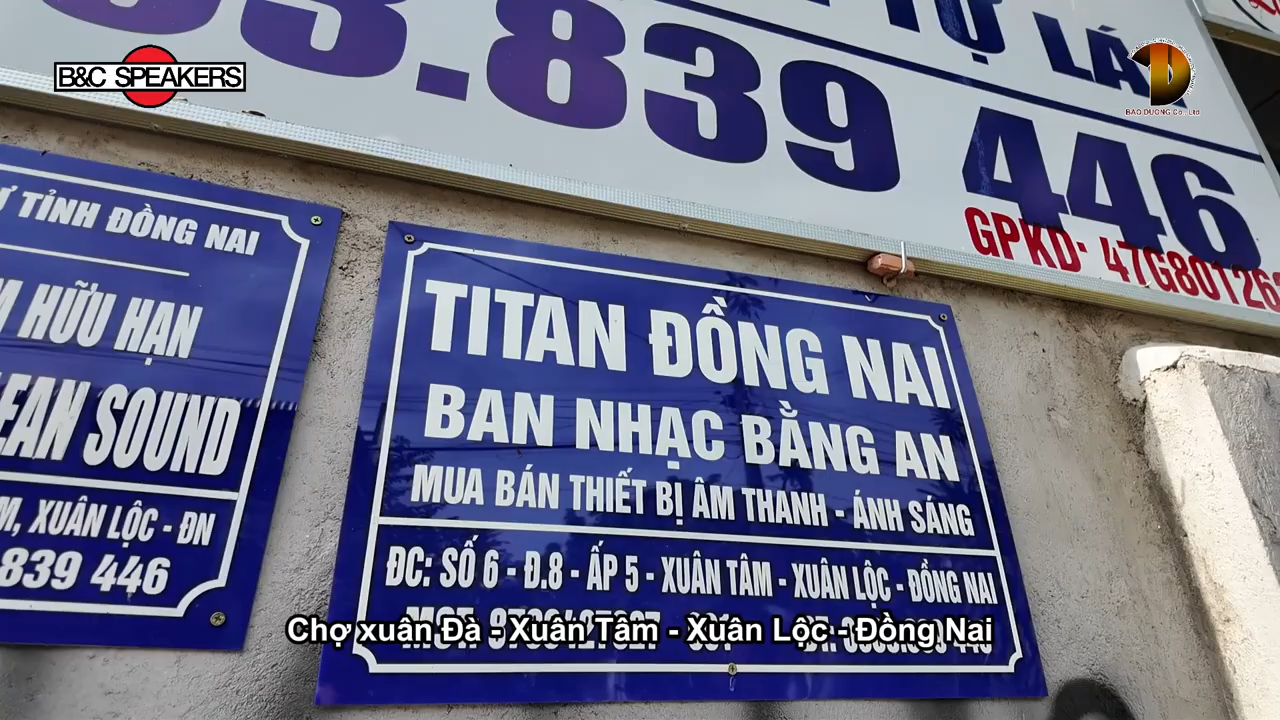 3.839 446
TỰ LÁ
GPKD: 47G80126
B&C SPEAKERS
BAO DUONG Co., Ltd
TỈNH ĐỒNG NAI
HỮU HẠN
SOUND
XUÂN LỘC - ĐN
839 446
TITAN ĐỒNG NAI
BAN NHẠC BẰNG AN
MUA BÁN THIẾT BỊ ÂM THANH - ÁNH SÁNG
ĐC: SỐ 6 - Đ.8 - ẤP 5 - XUÂN TÂM - XUÂN LỘC - ĐỒNG NAI
Chợ xuân Đà - Xuân Tâm - Xuân Lộc - Đồng Nai